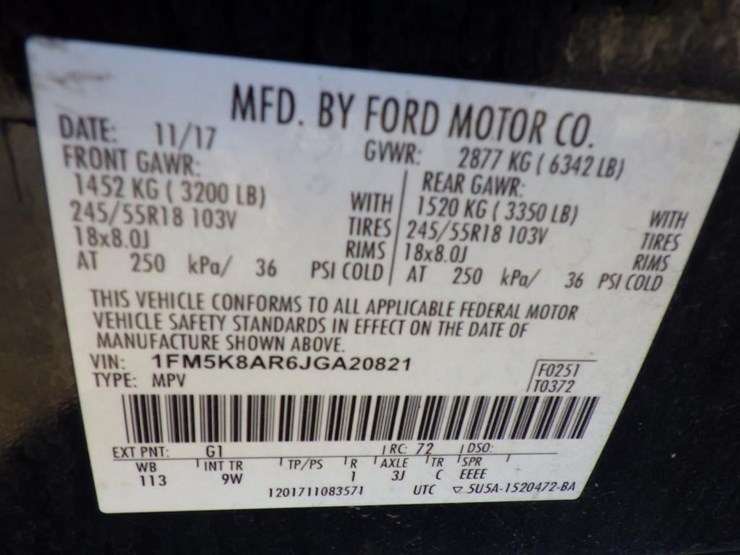 MFD. BY FORD MOTOR CO.
DATE: 11/17 GVWR: 2877 KG ( 6342 LB)
FRONT GAWR: REAR GAWR:
1452 KG ( 3200 LB) WITH 1520 KG ( 3350 LB) WITH
245/55R18 103V TIRES 245/55R18 103V TIRES
18x8.0J RIMS 18x8.0J RIMS
AT 250 kPa/ 36 PSI COLD AT 250 kPa/ 36 PSI COLD
THIS VEHICLE CONFORMS TO ALL APPLICABLE FEDERAL MOTOR
VEHICLE SAFETY STANDARDS IN EFFECT ON THE DATE OF
MANUFACTURE SHOWN ABOVE.
VIN: 1FM5K8AR6JGA20821 F0251
TYPE: MPV T0372
EXT PNT: G1 RC: 72 DSO:
WB INT TR TP/PS R AXLE TR SPR
113 9W 1 3J C EEEE
1201711083571 UTC ▽ 5U5A-1520472-BA